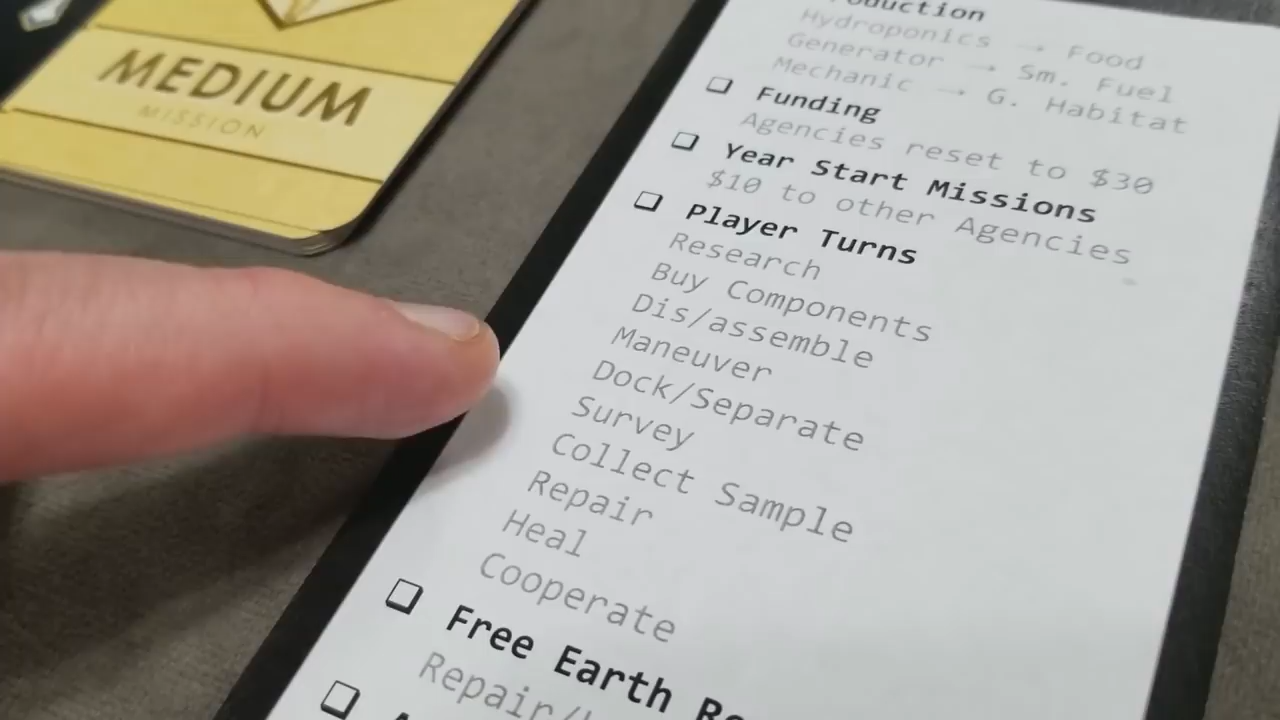 MEDIUM
MISSION
Hydroponics → Food
Generator → Sm. Fuel
Mechanic → G. Habitat
❏ Funding
Agencies reset to $30
❏ Year Start Missions
$10 to other Agencies
❏ Player Turns
Research
Buy Components
Dis/assemble
Maneuver
Dock/Separate
Survey
Collect Sample
Repair
Heal
Cooperate
❏ Free Earth
Repair/